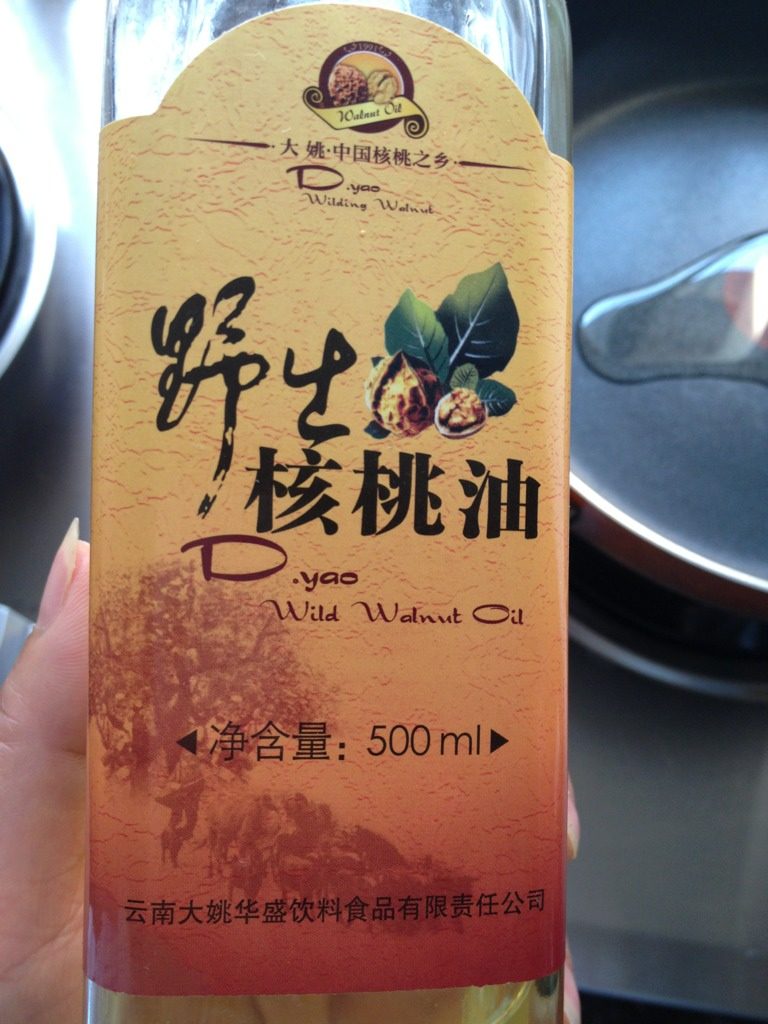 1991
Walnut Oil
大姚·中国核桃之乡
D.yao
Wilding Walnut
野生
核桃油
D.yao
Wild Walnut Oil
净含量：500ml
云南大姚华盛饮料食品有限责任公司